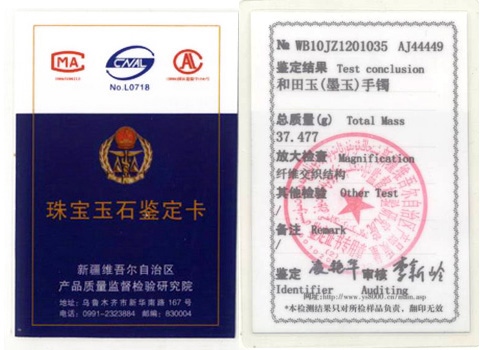 MA
CNAL
AL
No.L0718
珠宝玉石鉴定卡
新疆维吾尔自治区
产品质量监督检验研究院
地址：乌鲁木齐市新华南路 167 号
电话：0991-2323884 邮编：830004
№ WB10JZ1201035 AJ44449
鉴定结果 Test conclusion
和田玉(墨玉)手镯
总质量(g) Total Mass
37.477
放大检查 Magnification
纤维交织结构
其他检验 Other Test
/
备注 Remark
/
鉴定 审核
Identifier Auditing
*本检测结果只对所检样品负责，翻印无效